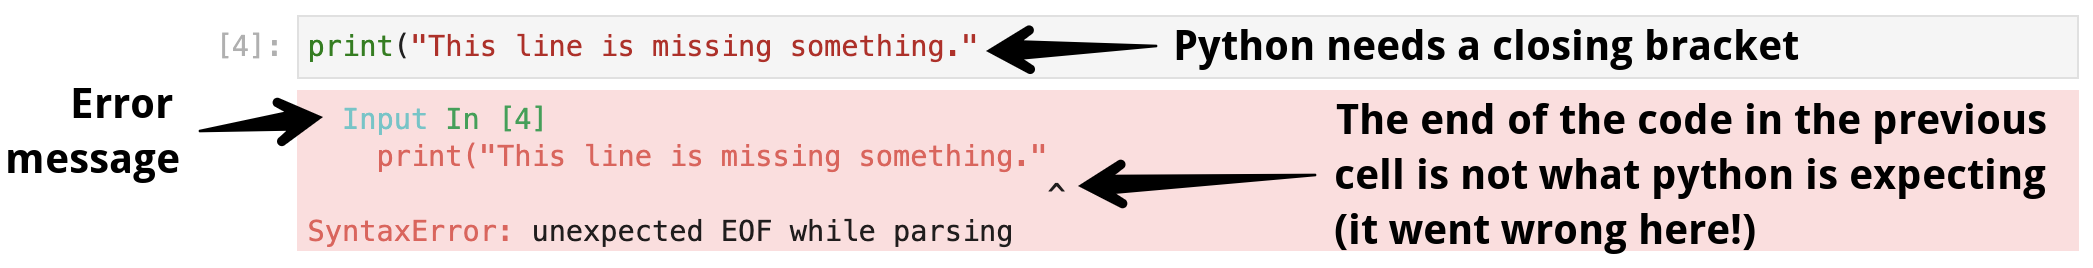 [4]: print("This line is missing something." Python needs a closing bracket
Error
message
Input In [4]
print("This line is missing something."
^
SyntaxError: unexpected EOF while parsing
The end of the code in the previous
cell is not what python is expecting
(it went wrong here!)